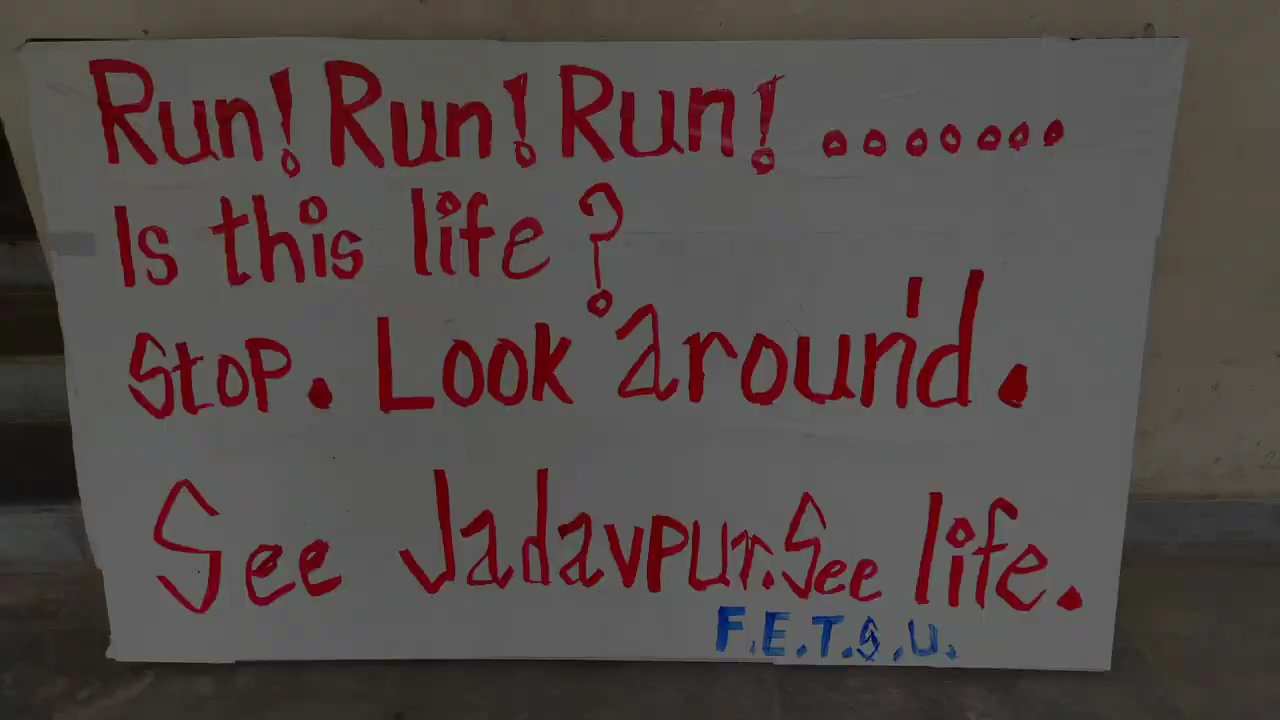 Run! Run! Run! .......
Is this life?
Stop. Look around.
See Jadavpur. See life.
F.E.T.S.U.